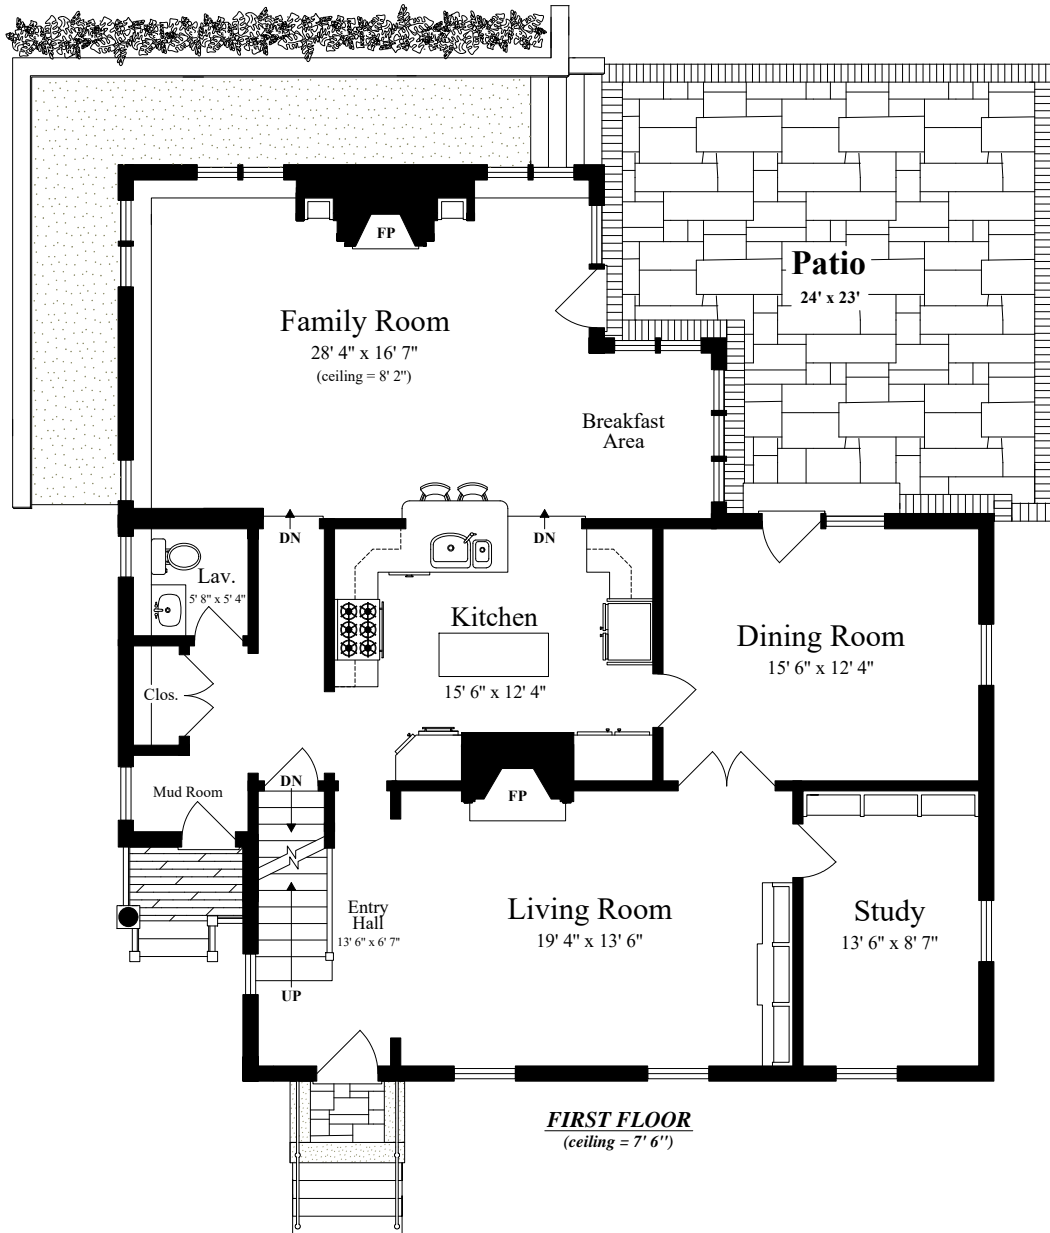 FP
Patio
24' x 23'
Family Room
28' 4" x 16' 7"
(ceiling = 8' 2")
Breakfast
Area
DN
DN
Lav.
5' 8" x 5' 4"
Kitchen
15' 6" x 12' 4"
Dining Room
15' 6" x 12' 4"
Clos.
Mud Room
DN
FP
Entry
Hall
13' 6" x 6' 7"
Living Room
19' 4" x 13' 6"
Study
13' 6" x 8' 7"
UP
FIRST FLOOR
(ceiling = 7' 6")